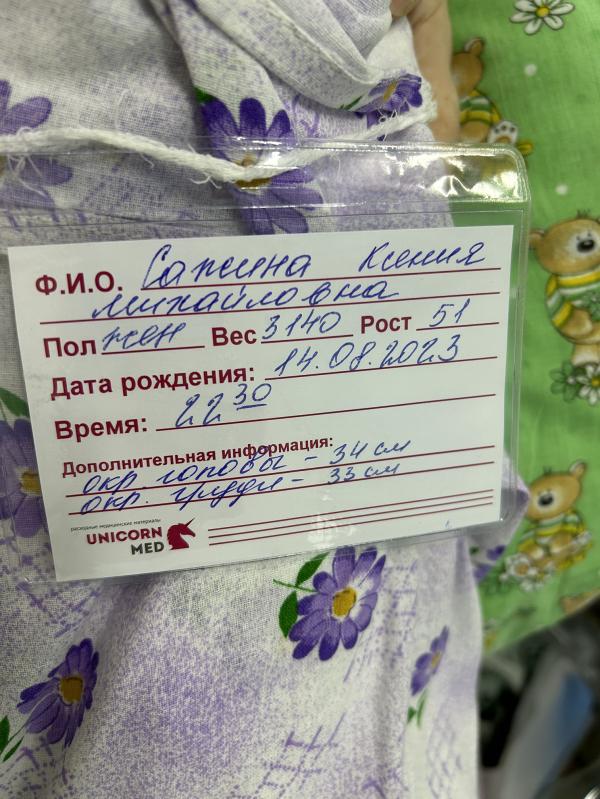 Ф.И.О. Сажина Ксения
Михайловна
Пол жен Вес 3140 Рост 51
Дата рождения: 14.08.2023
Время: 22 30
Дополнительная информация:
окр. головы – 34 см
окр. груди – 33 см
расходные медицинские материалы
UNICORN
MED